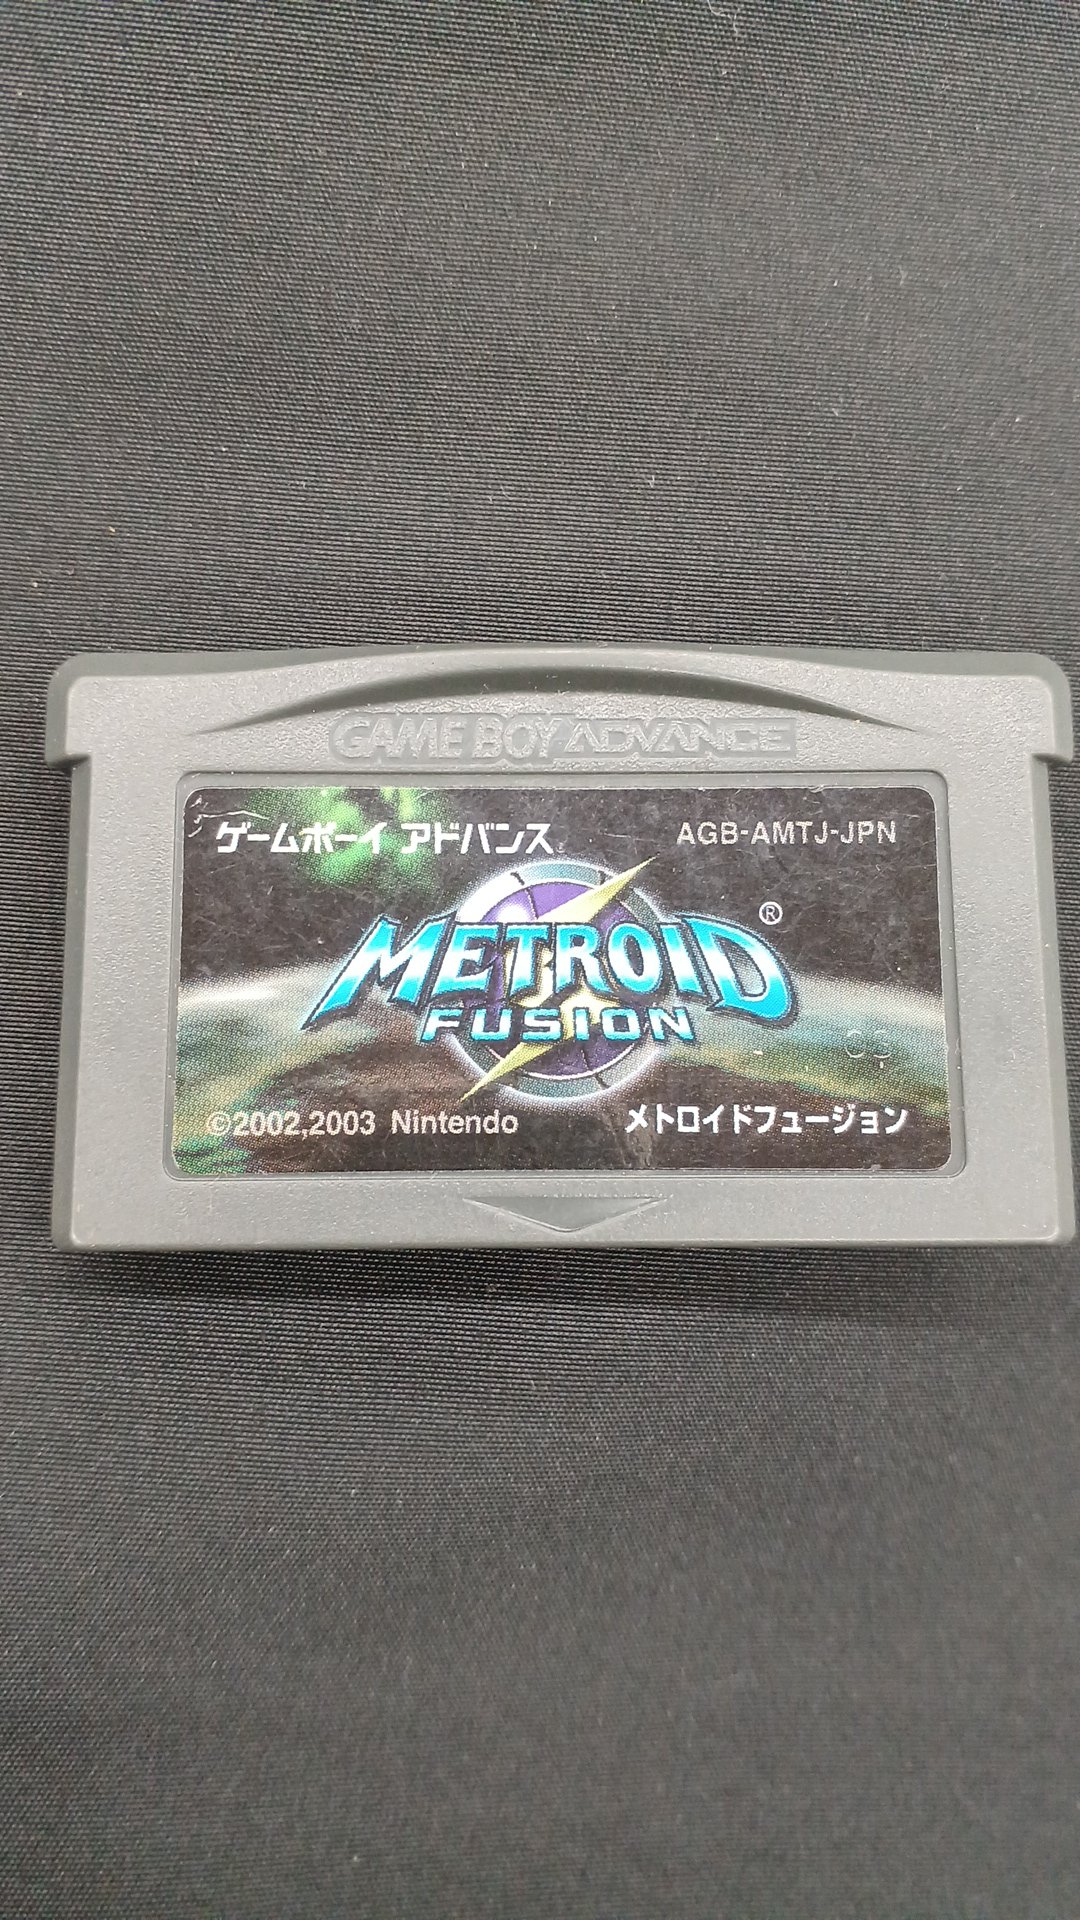 GAME BOY ADVANCE
ゲームボーイ アドバンス AGB-AMTJ-JPN
METROID®
FUSION
©2002,2003 Nintendo メトロイドフュージョン